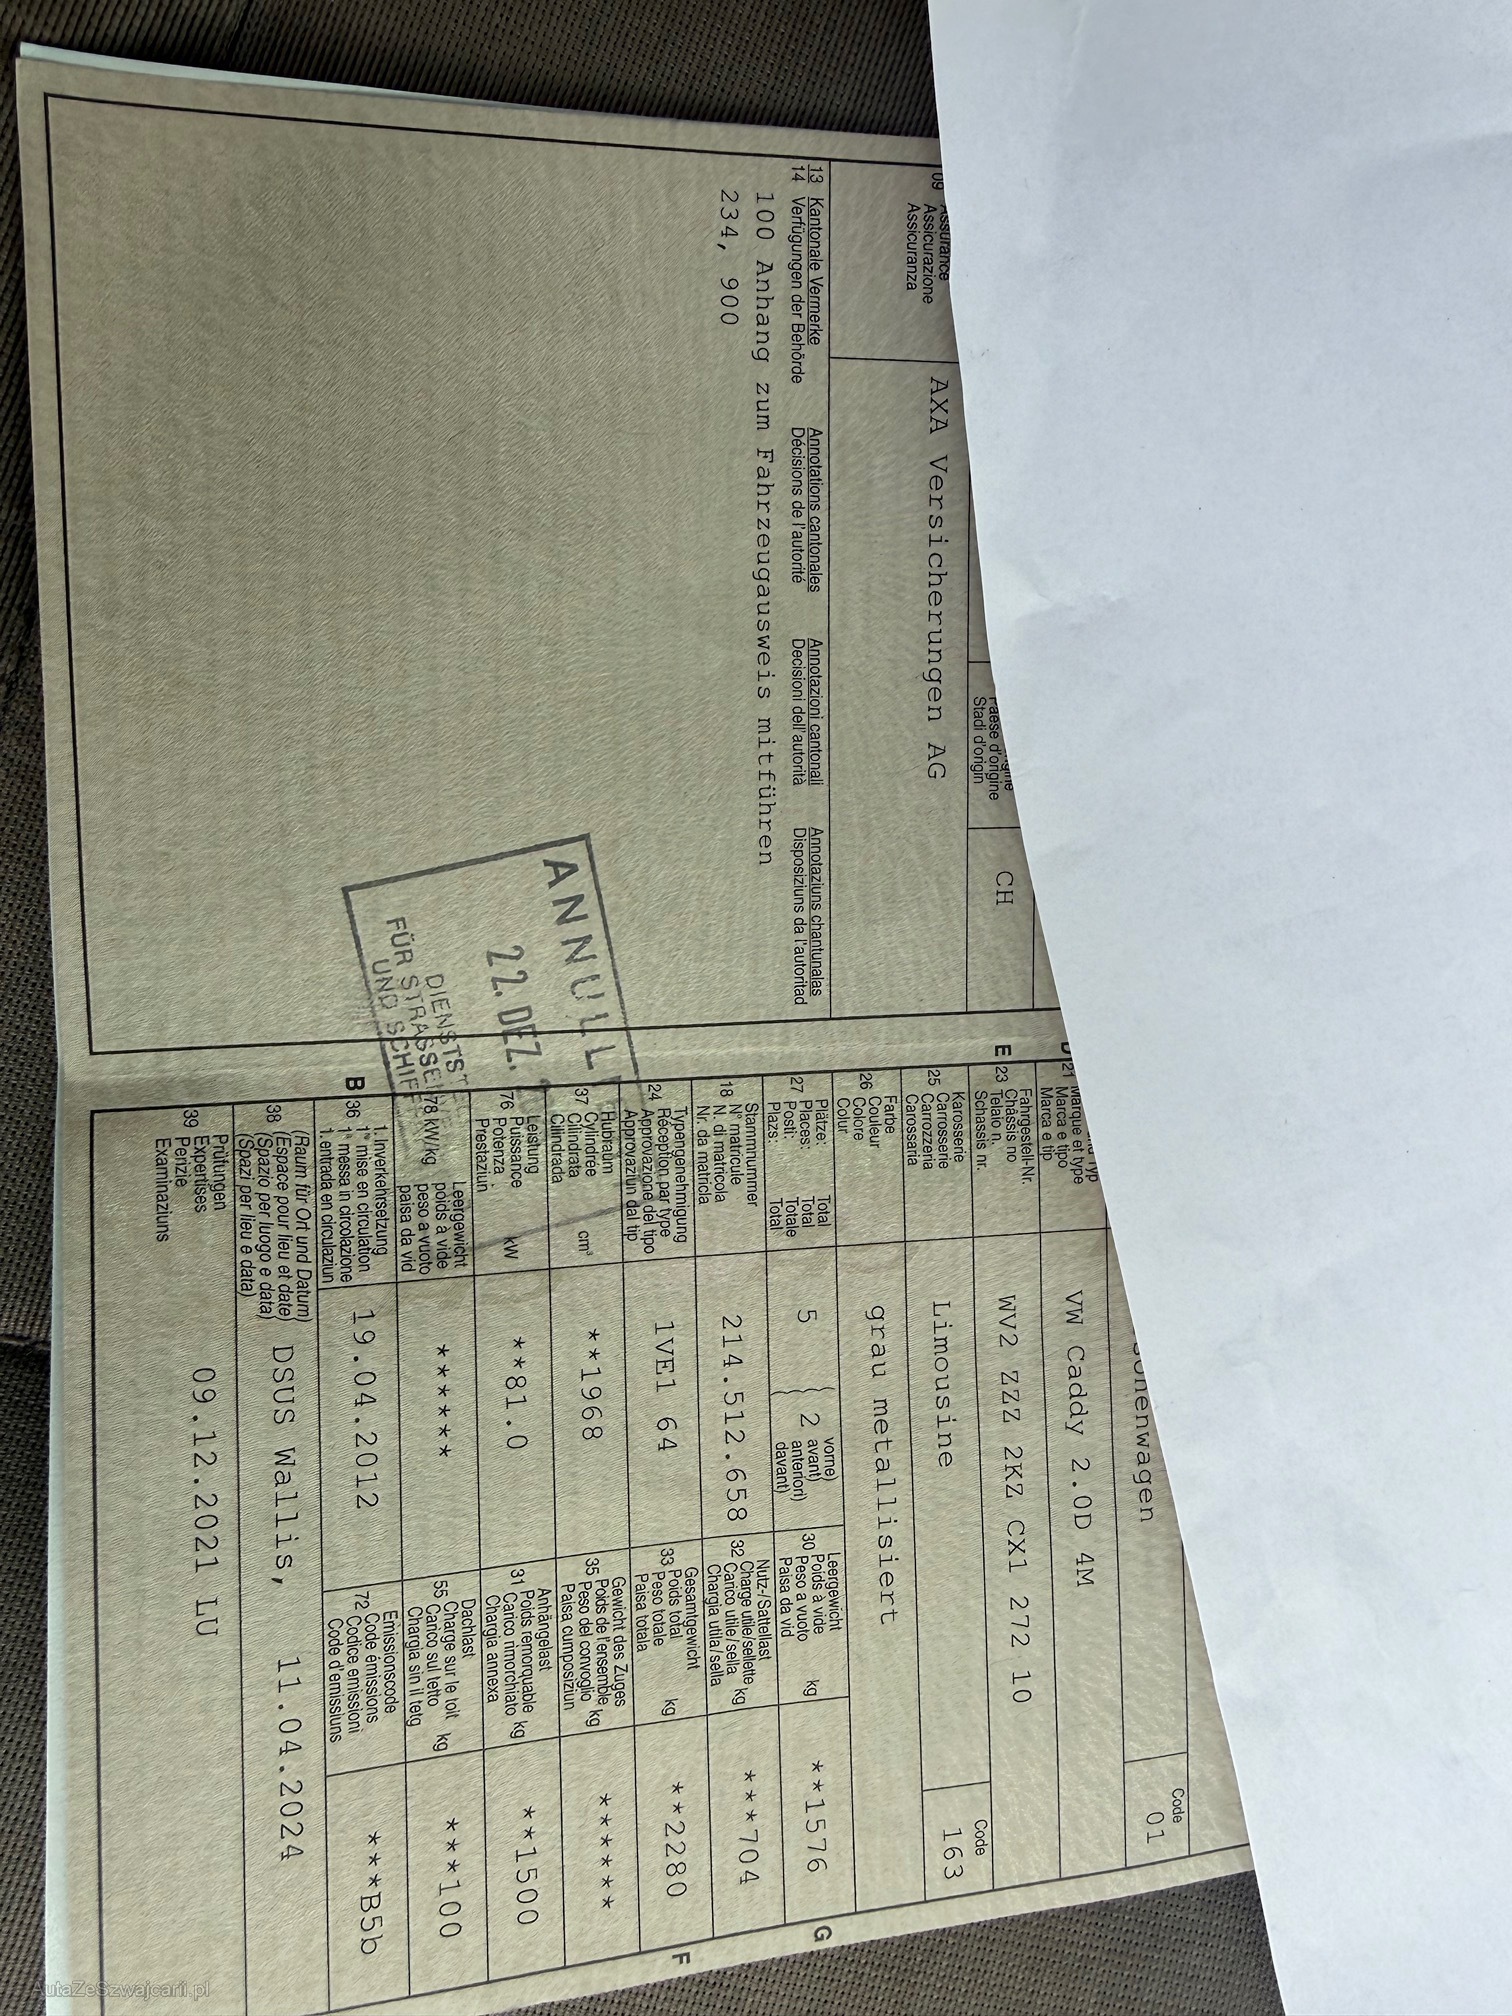 09 Assurance
Assicurazione
Assicuranza
AXA Versicherungen AG
Paese d'origine
Stadi d'origin
CH
13 Kantonale Vermerke Annotations cantonales Annotazioni cantonali Annotaziuns chantunalas
14 Verfügungen der Behörde Décisions de l'autorité Decisioni dell'autorità Disposiziuns da l'autoritad
100 Anhang zum Fahrzeugausweis mitführen
234, 900
ANNULL
22. DEZ.
DIENSTST
FÜR STRASSE
UND SCHIF
Code
01
D 21 Marque et type
Marca e tipo
Marca e tip
VW Caddy 2.0D 4M
E 23 Fahrgestell-Nr.
Châssis no
Telaio n.
Schassis nr.
WV2 ZZZ 2KZ CX1 272 10
25 Karosserie
Carrosserie
Carrozzeria
Carossaria
Limousine
Code
163
26 Farbe
Couleur
Colore
Colur
grau metallisiert
27 Plätze: Total
Places: Total
Posti: Totale
Plazs: Total
5
2
vorne)
avant)
anteriori)
davant)
30 Leergewicht
Poids à vide
Peso a vuoto
Paisa da vid
kg
**1576
G
18 Stammnummer
N° matricule
N. di matricola
Nr. da matricla
214.512.658
32 Nutz-/Sattellast
Charge utile/sellette kg
Carico utile/sella
Chargia utila/sella
***704
24 Typengenehmigung
Réception par type
Approvazione del tipo
Approvaziun dal tip
1VE1 64
33 Gesamtgewicht
Poids total
Peso totale
Paisa totala
kg
**2280
F
37 Hubraum
Cylindrée
Cilindrata
Cilindrada
cm³
**1968
35 Gewicht des Zuges
Poids de l'ensemble kg
Peso del convoglio
Paisa cumposiziun
******
76 Leistung
Puissance
Potenza
Prestaziun
kW
**81.0
31 Anhängelast
Poids remorquable kg
Carico rimorchiato
Chargia annexa
**1500
78 kW/kg
Leergewicht
poids à vide
peso a vuoto
paisa da vid
******
55 Dachlast
Charge sur le toit kg
Carico sul tetto
Chargia sin il tetg
***100
B 36 1. Inverkehrsetzung
1re mise en circulation
1a messa in circolazione
1. entrada en circulaziun
19.04.2012
72 Emissionscode
Code émissions
Codice emissioni
Code d'emissiuns
***B5b
38 (Raum für Ort und Datum)
(Espace pour lieu et date)
(Spazio per luogo e data)
(Spazi per lieu e data)
DSUS Wallis, 11.04.2024
39 Prüfungen
Expertises
Perizie
Examinaziuns
09.12.2021 LU
AutaZeSzwajcarii.pl